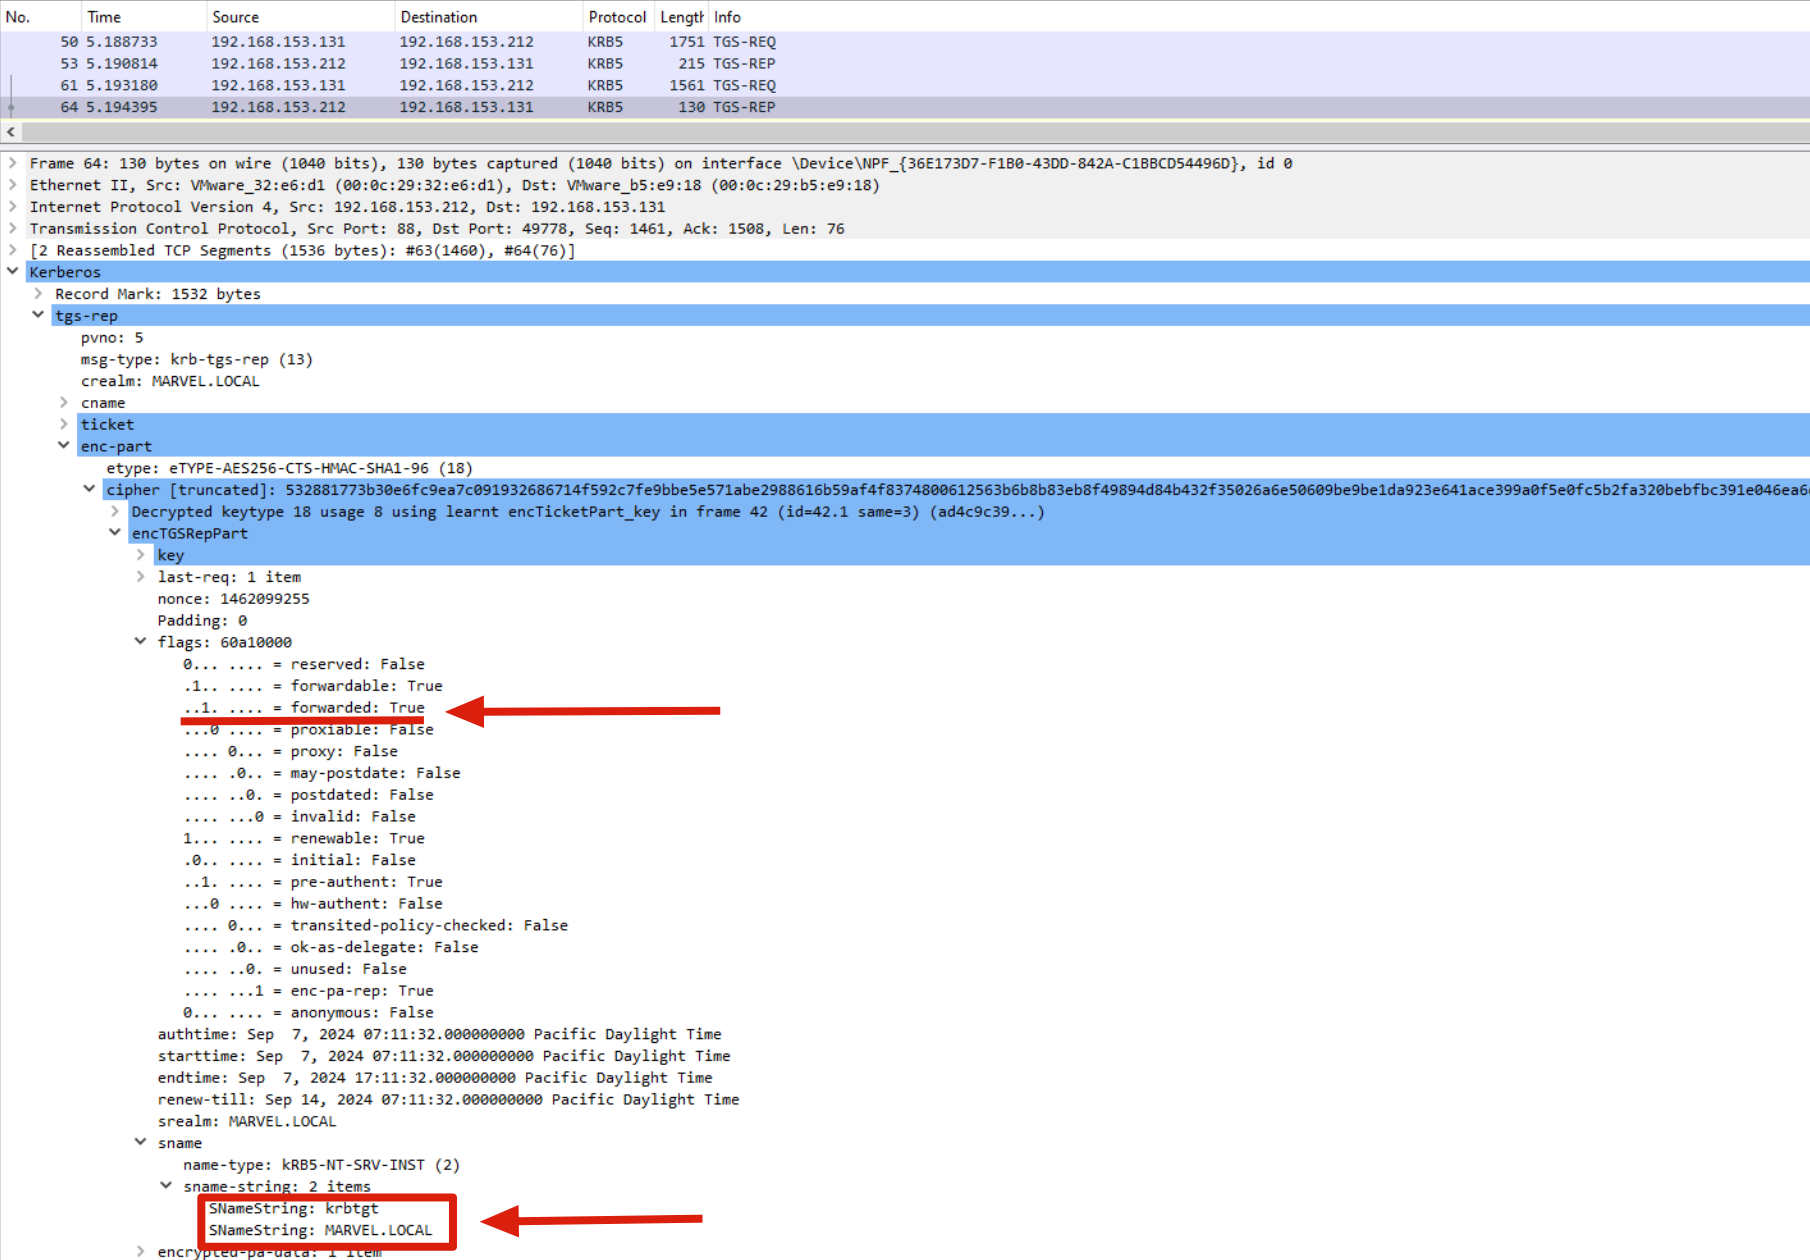 No. Time Source Destination Protocol Length Info
50 5.188733 192.168.153.131 192.168.153.212 KRB5 1751 TGS-REQ
53 5.190814 192.168.153.212 192.168.153.131 KRB5 215 TGS-REP
61 5.193180 192.168.153.131 192.168.153.212 KRB5 1561 TGS-REQ
64 5.194395 192.168.153.212 192.168.153.131 KRB5 130 TGS-REP
Frame 64: 130 bytes on wire (1040 bits), 130 bytes captured (1040 bits) on interface \Device\NPF_{36E173D7-F1B0-43DD-842A-C1BBCD54496D}, id 0
Ethernet II, Src: VMware_32:e6:d1 (00:0c:29:32:e6:d1), Dst: VMware_b5:e9:18 (00:0c:29:b5:e9:18)
Internet Protocol Version 4, Src: 192.168.153.212, Dst: 192.168.153.131
Transmission Control Protocol, Src Port: 88, Dst Port: 49778, Seq: 1461, Ack: 1508, Len: 76
[2 Reassembled TCP Segments (1536 bytes): #63(1460), #64(76)]
Kerberos
Record Mark: 1532 bytes
tgs-rep
pvno: 5
msg-type: krb-tgs-rep (13)
crealm: MARVEL.LOCAL
cname
ticket
enc-part
etype: eTYPE-AES256-CTS-HMAC-SHA1-96 (18)
cipher [truncated]: 532881773b30e6fc9ea7c091932686714f592c7fe9bbe5e571abe2988616b59af4f8374800612563b6b8b83eb8f49894d84b432f35026a6e50609be9be1da923e641ace399a0f5e0fc5b2fa320bebfbc391e046ea6
Decrypted keytype 18 usage 8 using learnt encTicketPart_key in frame 42 (id=42.1 same=3) (ad4c9c39...)
encTGSRepPart
key
last-req: 1 item
nonce: 1462099255
Padding: 0
flags: 60a10000
0... .... = reserved: False
.1.. .... = forwardable: True
..1. .... = forwarded: True
...0 .... = proxiable: False
.... 0... = proxy: False
.... .0.. = may-postdate: False
.... ..0. = postdated: False
.... ...0 = invalid: False
1... .... = renewable: True
.0.. .... = initial: False
..1. .... = pre-authent: True
...0 .... = hw-authent: False
.... 0... = transited-policy-checked: False
.... .0.. = ok-as-delegate: False
.... ..0. = unused: False
.... ...1 = enc-pa-rep: True
0... .... = anonymous: False
authtime: Sep 7, 2024 07:11:32.000000000 Pacific Daylight Time
starttime: Sep 7, 2024 07:11:32.000000000 Pacific Daylight Time
endtime: Sep 7, 2024 17:11:32.000000000 Pacific Daylight Time
renew-till: Sep 14, 2024 07:11:32.000000000 Pacific Daylight Time
srealm: MARVEL.LOCAL
sname
name-type: kRB5-NT-SRV-INST (2)
sname-string: 2 items
SNameString: krbtgt
SNameString: MARVEL.LOCAL
encrypted-pa-data: 1 item